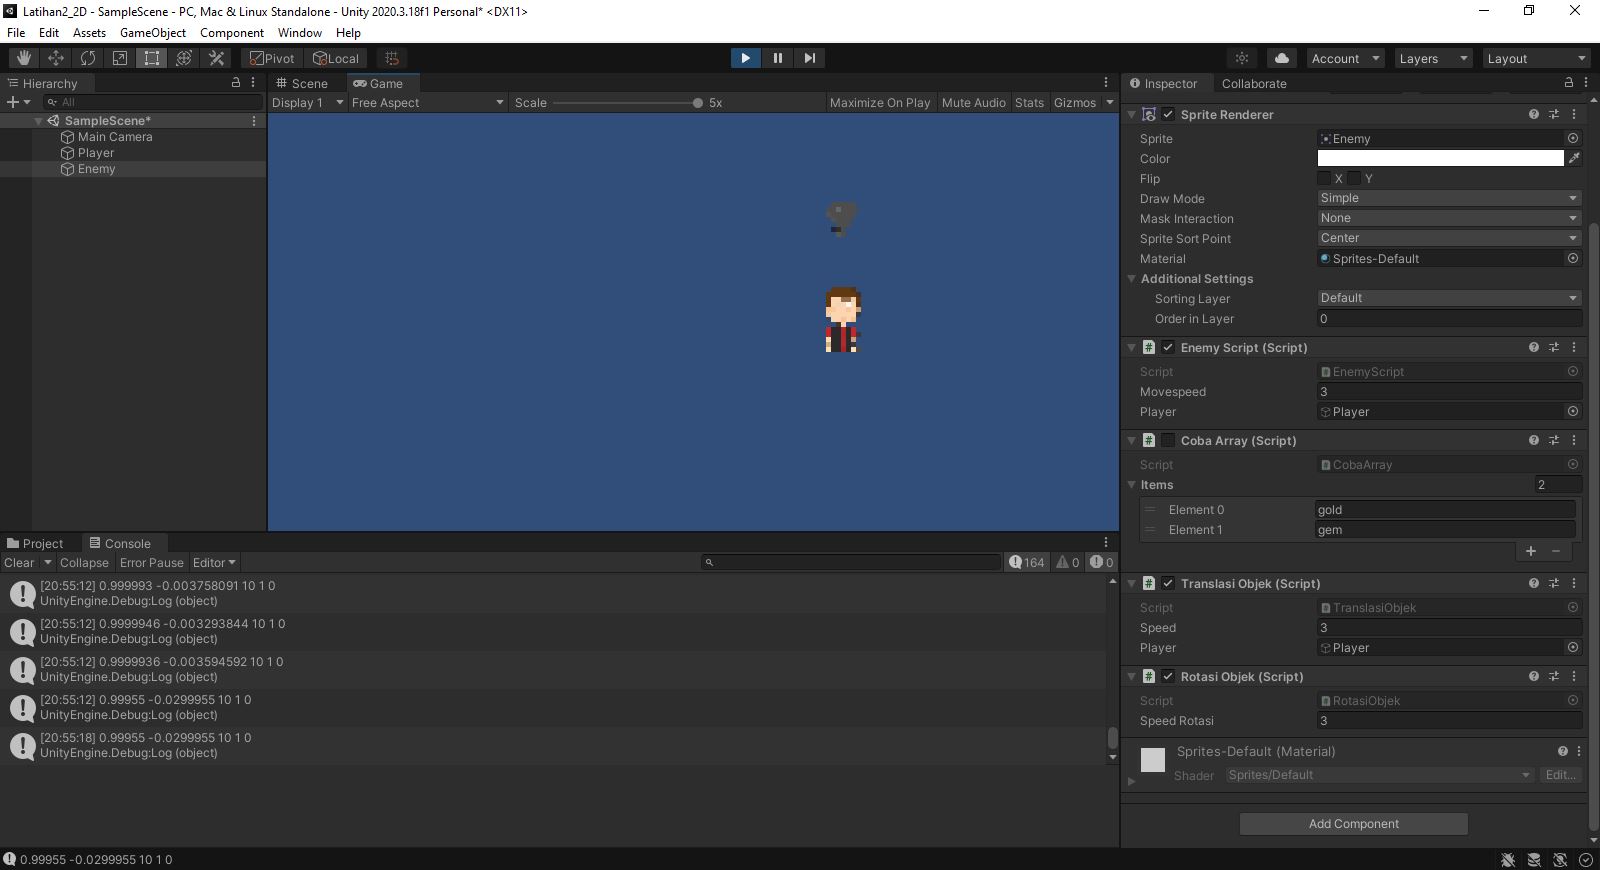 Latihan2_2D - SampleScene - PC, Mac & Linux Standalone - Unity 2020.3.18f1 Personal* <DX11>
File Edit Assets GameObject Component Window Help
Pivot Local Account Layers Layout
Hierarchy
All
SampleScene*
Main Camera
Player
Enemy
Scene Game
Display 1 Free Aspect Scale 5x Maximize On Play Mute Audio Stats Gizmos
Project Console
Clear Collapse Error Pause Editor 164 0 0
[20:55:12] 0.999993 -0.003758091 10 1 0
UnityEngine.Debug:Log (object)
[20:55:12] 0.9999946 -0.003293844 10 1 0
UnityEngine.Debug:Log (object)
[20:55:12] 0.9999936 -0.003594592 10 1 0
UnityEngine.Debug:Log (object)
[20:55:12] 0.99955 -0.0299955 10 1 0
UnityEngine.Debug:Log (object)
[20:55:18] 0.99955 -0.0299955 10 1 0
UnityEngine.Debug:Log (object)
0.99955 -0.0299955 10 1 0
Inspector Collaborate
Sprite Renderer
Sprite Enemy
Color
Flip X Y
Draw Mode Simple
Mask Interaction None
Sprite Sort Point Center
Material Sprites-Default
Additional Settings
Sorting Layer Default
Order in Layer 0
# Enemy Script (Script)
Script EnemyScript
Movespeed 3
Player Player
# Coba Array (Script)
Script CobaArray
Items 2
Element 0 gold
Element 1 gem
+ −
# Translasi Objek (Script)
Script TranslasiObjek
Speed 3
Player Player
# Rotasi Objek (Script)
Script RotasiObjek
Speed Rotasi 3
Sprites-Default (Material)
Shader Sprites/Default Edit...
Add Component